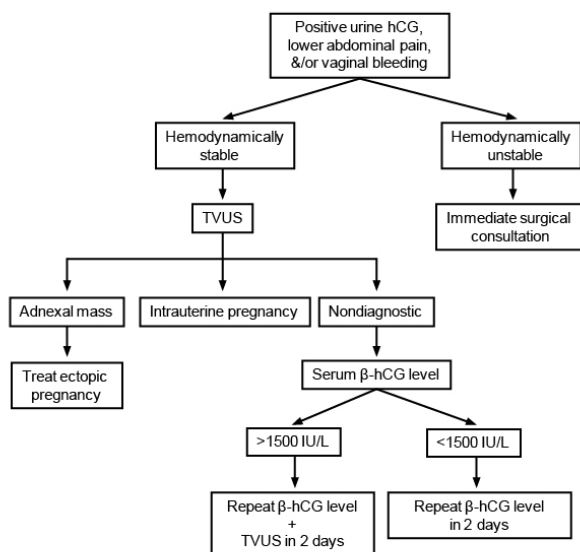 Positive urine hCG,
lower abdominal pain,
&/or vaginal bleeding
Hemodynamically
stable
Hemodynamically
unstable
TVUS
Immediate surgical
consultation
Adnexal mass
Intrauterine pregnancy
Nondiagnostic
Treat ectopic
pregnancy
Serum β-hCG level
>1500 IU/L
<1500 IU/L
Repeat β-hCG level
+
TVUS in 2 days
Repeat β-hCG level
in 2 days